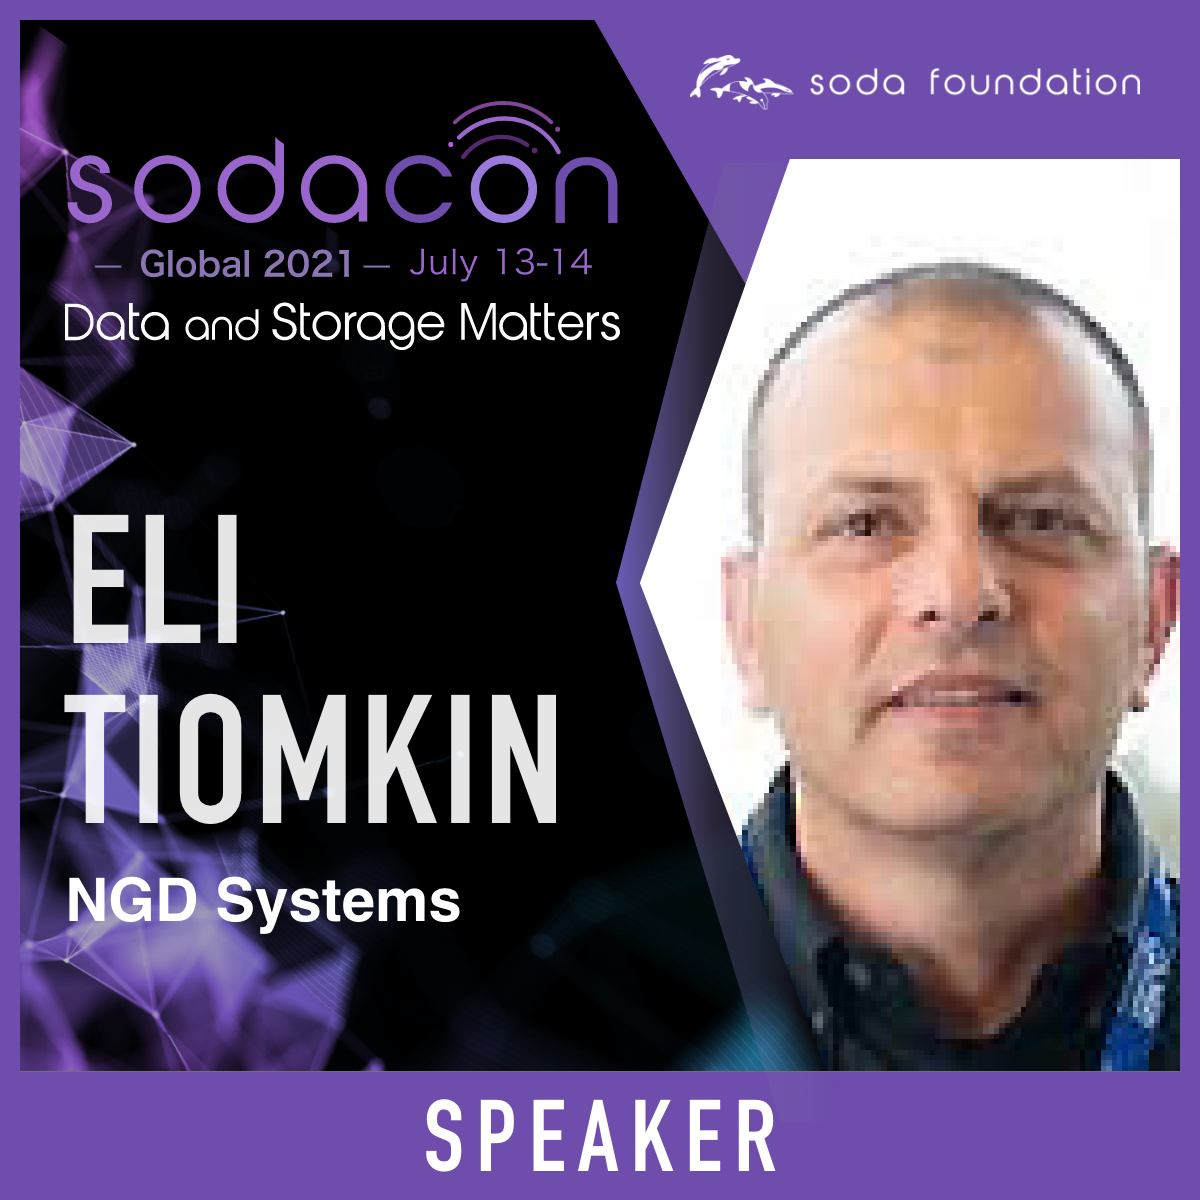 soda foundation
sodacon
— Global 2021 — July 13-14
Data and Storage Matters
ELI
TIOMKIN
NGD Systems
SPEAKER